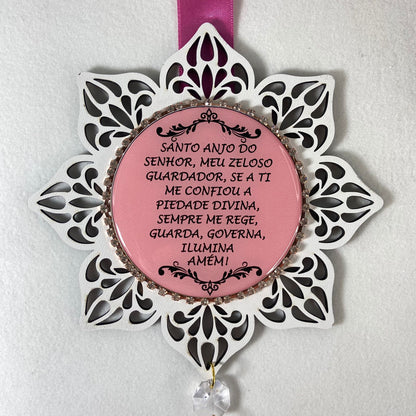 SANTO ANJO DO
SENHOR, MEU ZELOSO
GUARDADOR, SE A TI
ME CONFIOU A
PIEDADE DIVINA,
SEMPRE ME REGE,
GUARDA, GOVERNA,
ILUMINA
AMÉM!